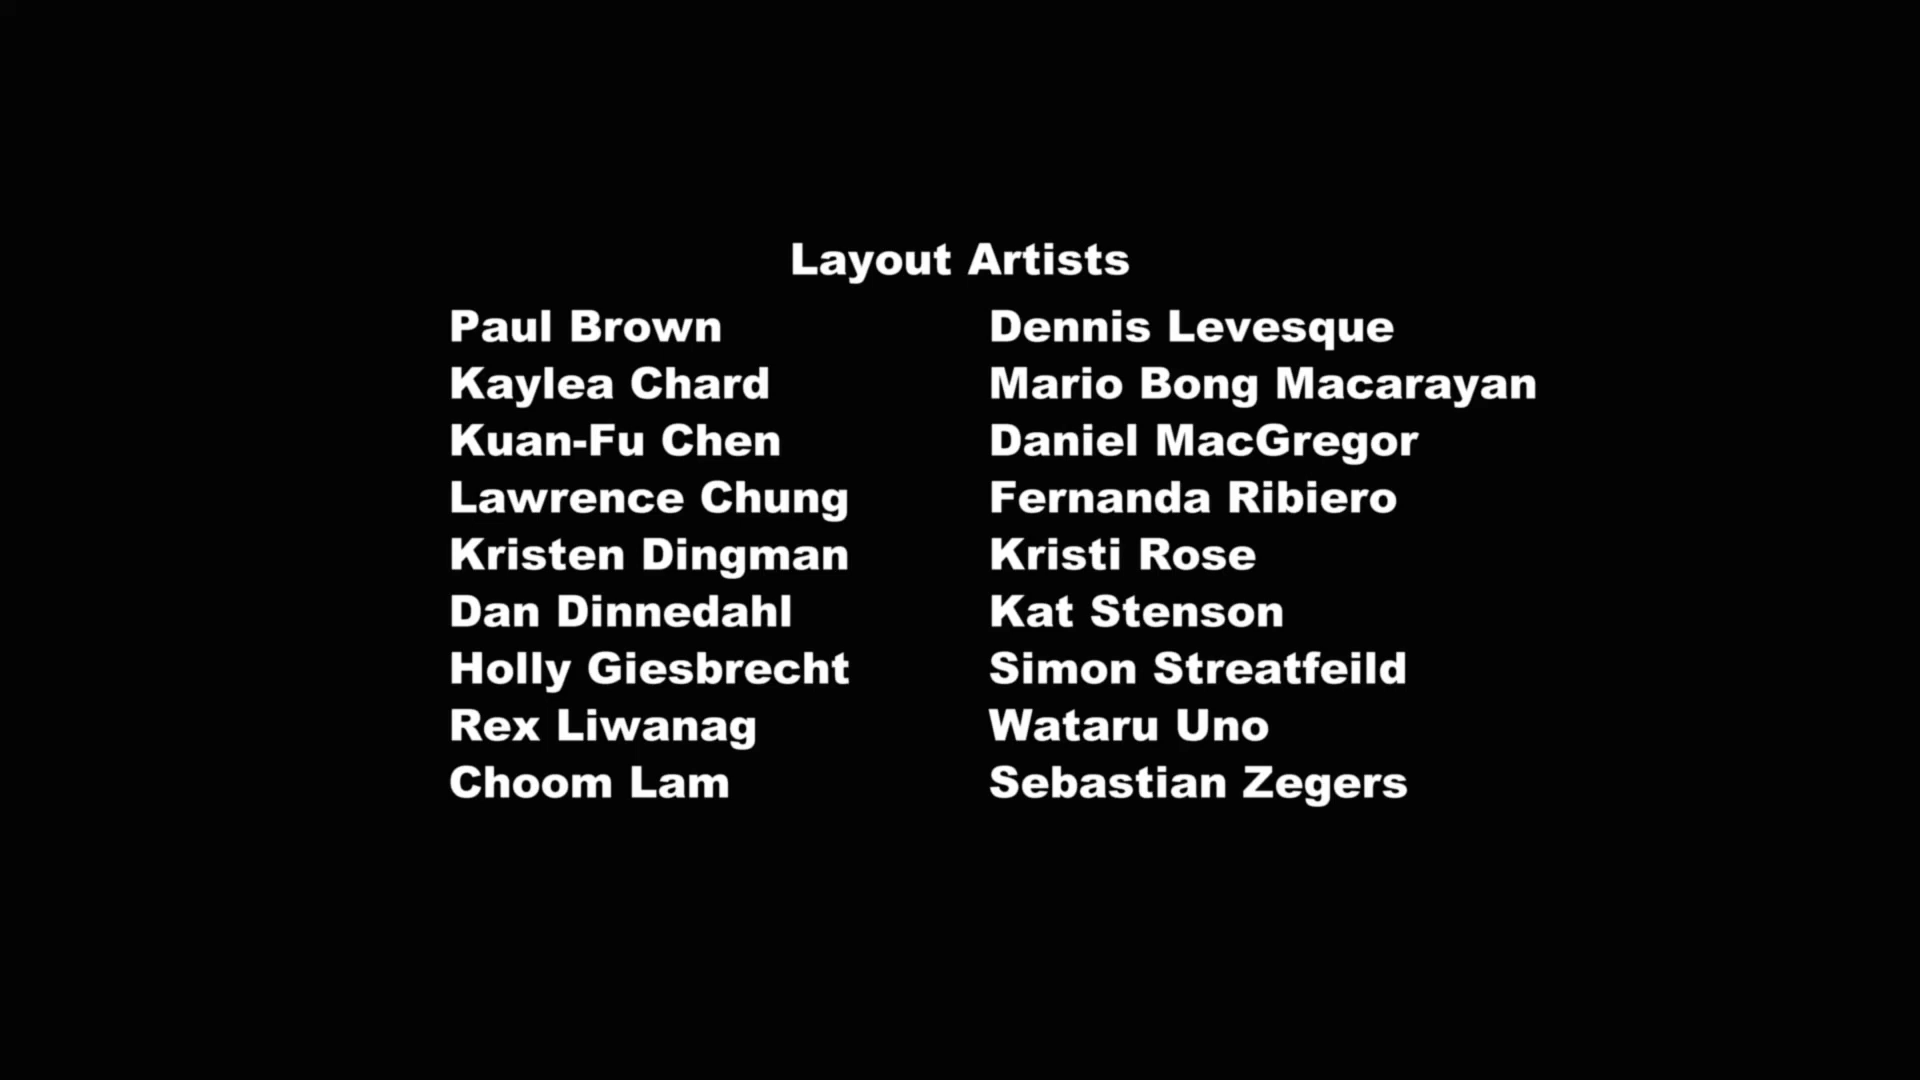 Layout Artists
Paul Brown
Kaylea Chard
Kuan-Fu Chen
Lawrence Chung
Kristen Dingman
Dan Dinnedahl
Holly Giesbrecht
Rex Liwanag
Choom Lam
Dennis Levesque
Mario Bong Macarayan
Daniel MacGregor
Fernanda Ribiero
Kristi Rose
Kat Stenson
Simon Streatfeild
Wataru Uno
Sebastian Zegers